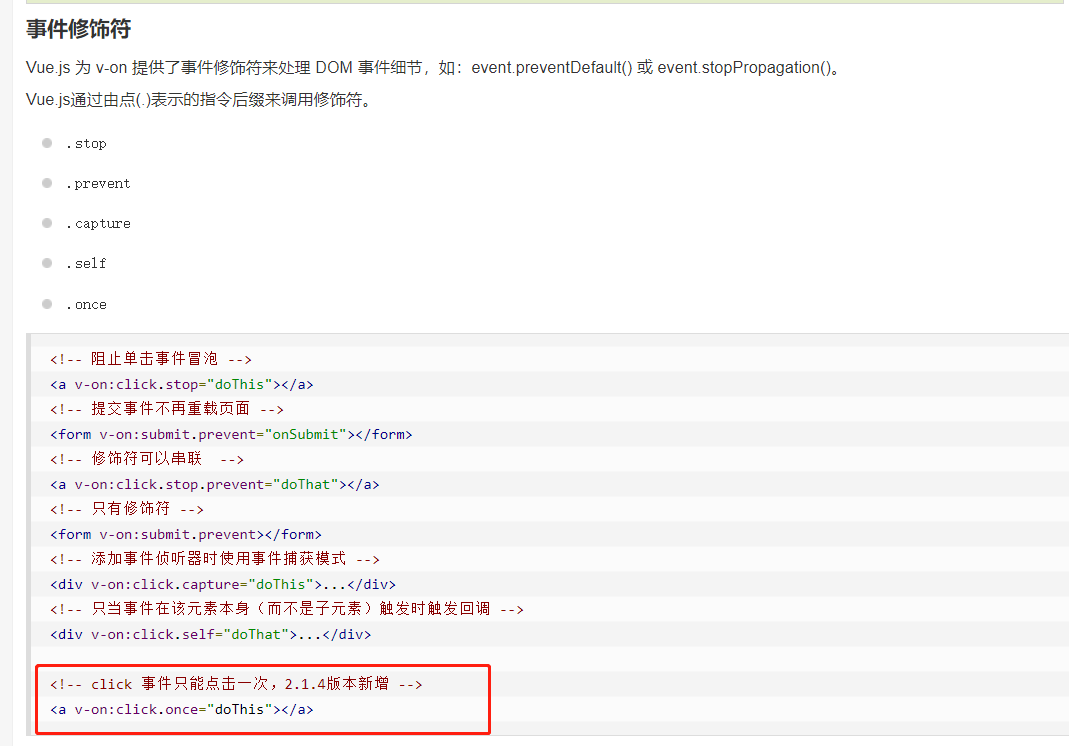 事件修饰符
Vue.js 为 v-on 提供了事件修饰符来处理 DOM 事件细节，如：event.preventDefault() 或 event.stopPropagation()。
Vue.js通过由点(.)表示的指令后缀来调用修饰符。
.stop
.prevent
.capture
.self
.once
<!-- 阻止单击事件冒泡 -->
<a v-on:click.stop="doThis"></a>
<!-- 提交事件不再重载页面 -->
<form v-on:submit.prevent="onSubmit"></form>
<!-- 修饰符可以串联  -->
<a v-on:click.stop.prevent="doThat"></a>
<!-- 只有修饰符 -->
<form v-on:submit.prevent></form>
<!-- 添加事件侦听器时使用事件捕获模式 -->
<div v-on:click.capture="doThis">...</div>
<!-- 只当事件在该元素本身（而不是子元素）触发时触发回调 -->
<div v-on:click.self="doThat">...</div>
<!-- click 事件只能点击一次，2.1.4版本新增 -->
<a v-on:click.once="doThis"></a>